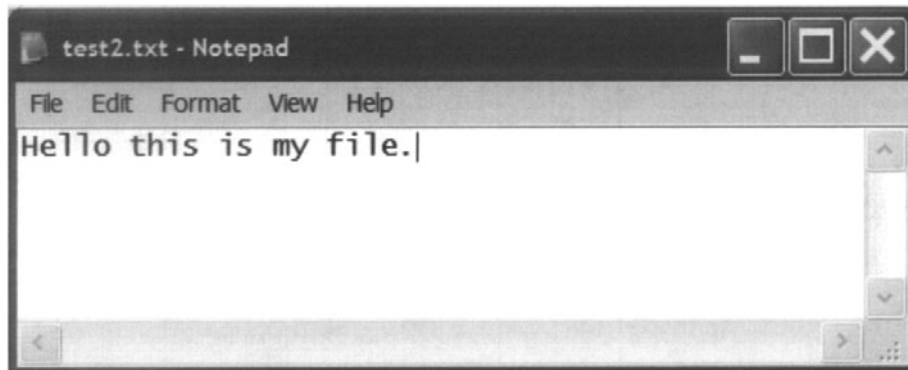 test2.txt - Notepad
File Edit Format View Help
Hello this is my file.